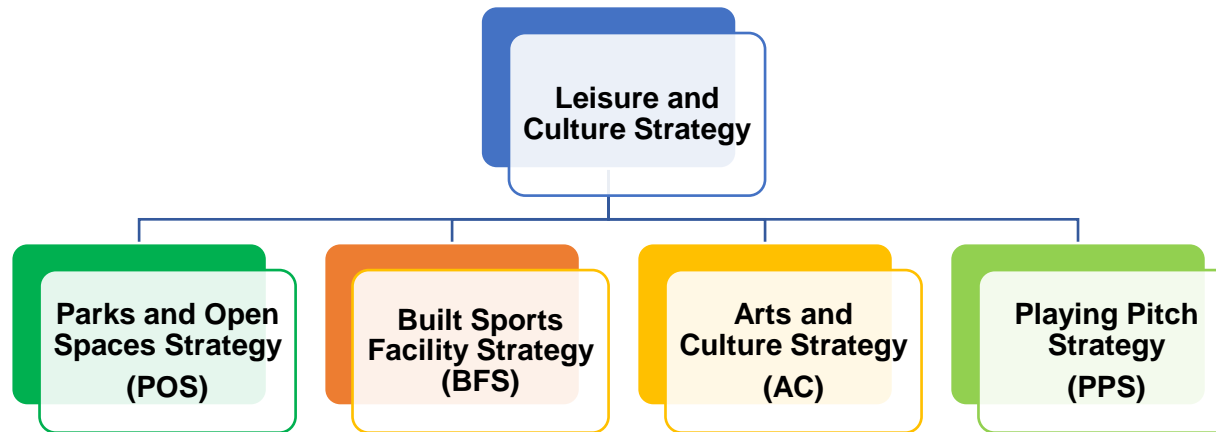 Leisure and
Culture Strategy
Parks and Open
Spaces Strategy
(POS)
Built Sports
Facility Strategy
(BFS)
Arts and
Culture Strategy
(AC)
Playing Pitch
Strategy
(PPS)